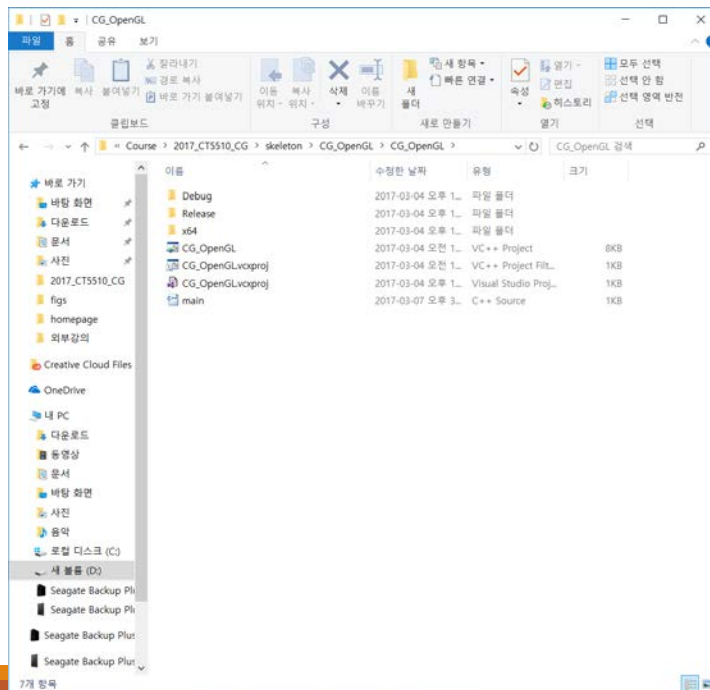 CG_OpenGL
파일 홈 공유 보기
바로 가기에 고정
복사
붙여넣기
잘라내기
경로 복사
바로 가기 붙여넣기
클립보드
이동 위치
복사 위치
삭제
이름 바꾸기
구성
새 폴더
새 항목
빠른 연결
새로 만들기
속성
열기
편집
히스토리
열기
모두 선택
선택 안 함
선택 영역 반전
선택
« Course > 2017_CT5510_CG > skeleton > CG_OpenGL > CG_OpenGL >
CG_OpenGL 검색
이름 수정한 날짜 유형 크기
Debug 2017-03-04 오후 1... 파일 폴더
Release 2017-03-04 오후 1... 파일 폴더
x64 2017-03-04 오후 1... 파일 폴더
CG_OpenGL 2017-03-04 오전 1... VC++ Project 8KB
CG_OpenGL.vcxproj 2017-03-04 오전 1... VC++ Project Filt... 1KB
CG_OpenGL.vcxproj 2017-03-04 오후 1... Visual Studio Proj... 1KB
main 2017-03-07 오후 3... C++ Source 1KB
바로 가기
바탕 화면
다운로드
문서
사진
2017_CT5510_CG
figs
homepage
외부강의
Creative Cloud Files
OneDrive
내 PC
다운로드
동영상
문서
바탕 화면
사진
음악
로컬 디스크 (C:)
새 볼륨 (D:)
Seagate Backup Plu
Seagate Backup Plu
Seagate Backup Plus
Seagate Backup Plus
7개 항목